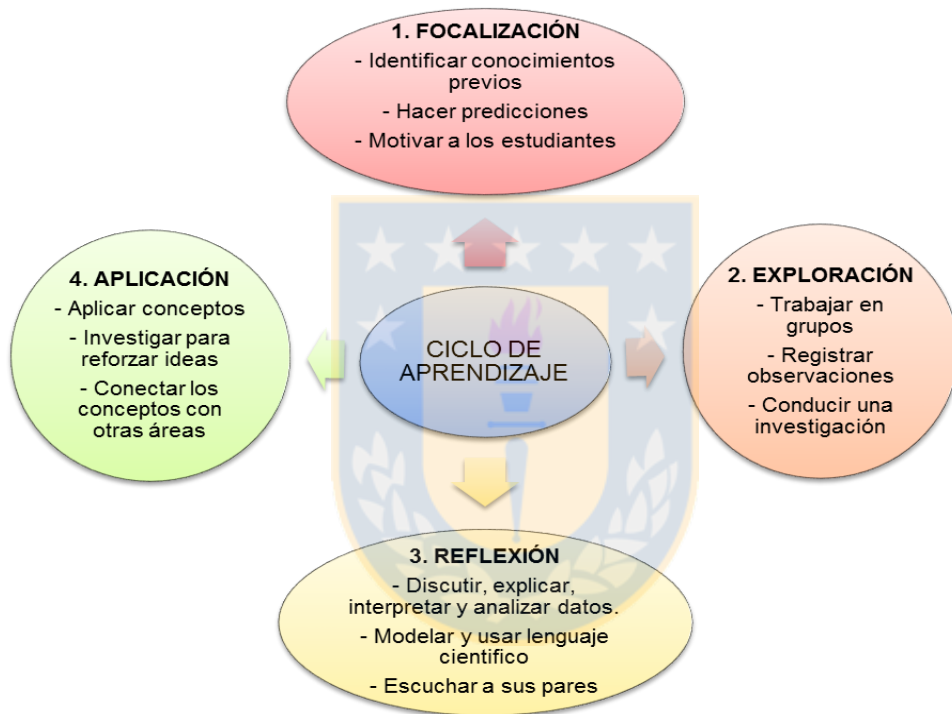 1. FOCALIZACIÓN
- Identificar conocimientos
previos
- Hacer predicciones
- Motivar a los estudiantes
4. APLICACIÓN
- Aplicar conceptos
- Investigar para
reforzar ideas
- Conectar los
conceptos con
otras áreas
CICLO DE
APRENDIZAJE
2. EXPLORACIÓN
- Trabajar en
grupos
- Registrar
observaciones
- Conducir una
investigación
3. REFLEXIÓN
- Discutir, explicar,
interpretar y analizar datos.
- Modelar y usar lenguaje
cientifico
- Escuchar a sus pares